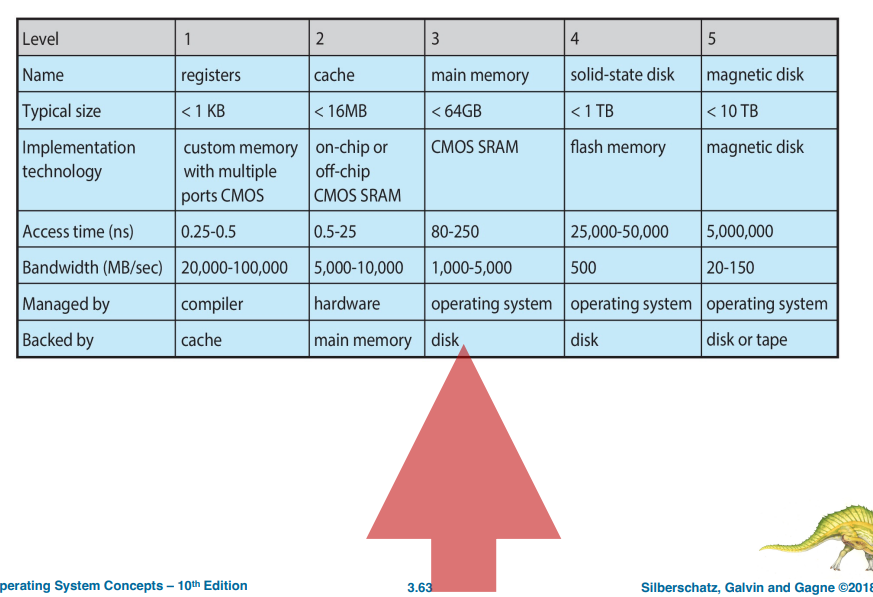 Level 1 2 3 4 5
Name registers cache main memory solid-state disk magnetic disk
Typical size < 1 KB < 16MB < 64GB < 1 TB < 10 TB
Implementation custom memory on-chip or CMOS SRAM flash memory magnetic disk
technology with multiple off-chip
ports CMOS CMOS SRAM
Access time (ns) 0.25-0.5 0.5-25 80-250 25,000-50,000 5,000,000
Bandwidth (MB/sec) 20,000-100,000 5,000-10,000 1,000-5,000 500 20-150
Managed by compiler hardware operating system operating system operating system
Backed by cache main memory disk disk disk or tape
perating System Concepts – 10th Edition 3.63 Silberschatz, Galvin and Gagne ©2018